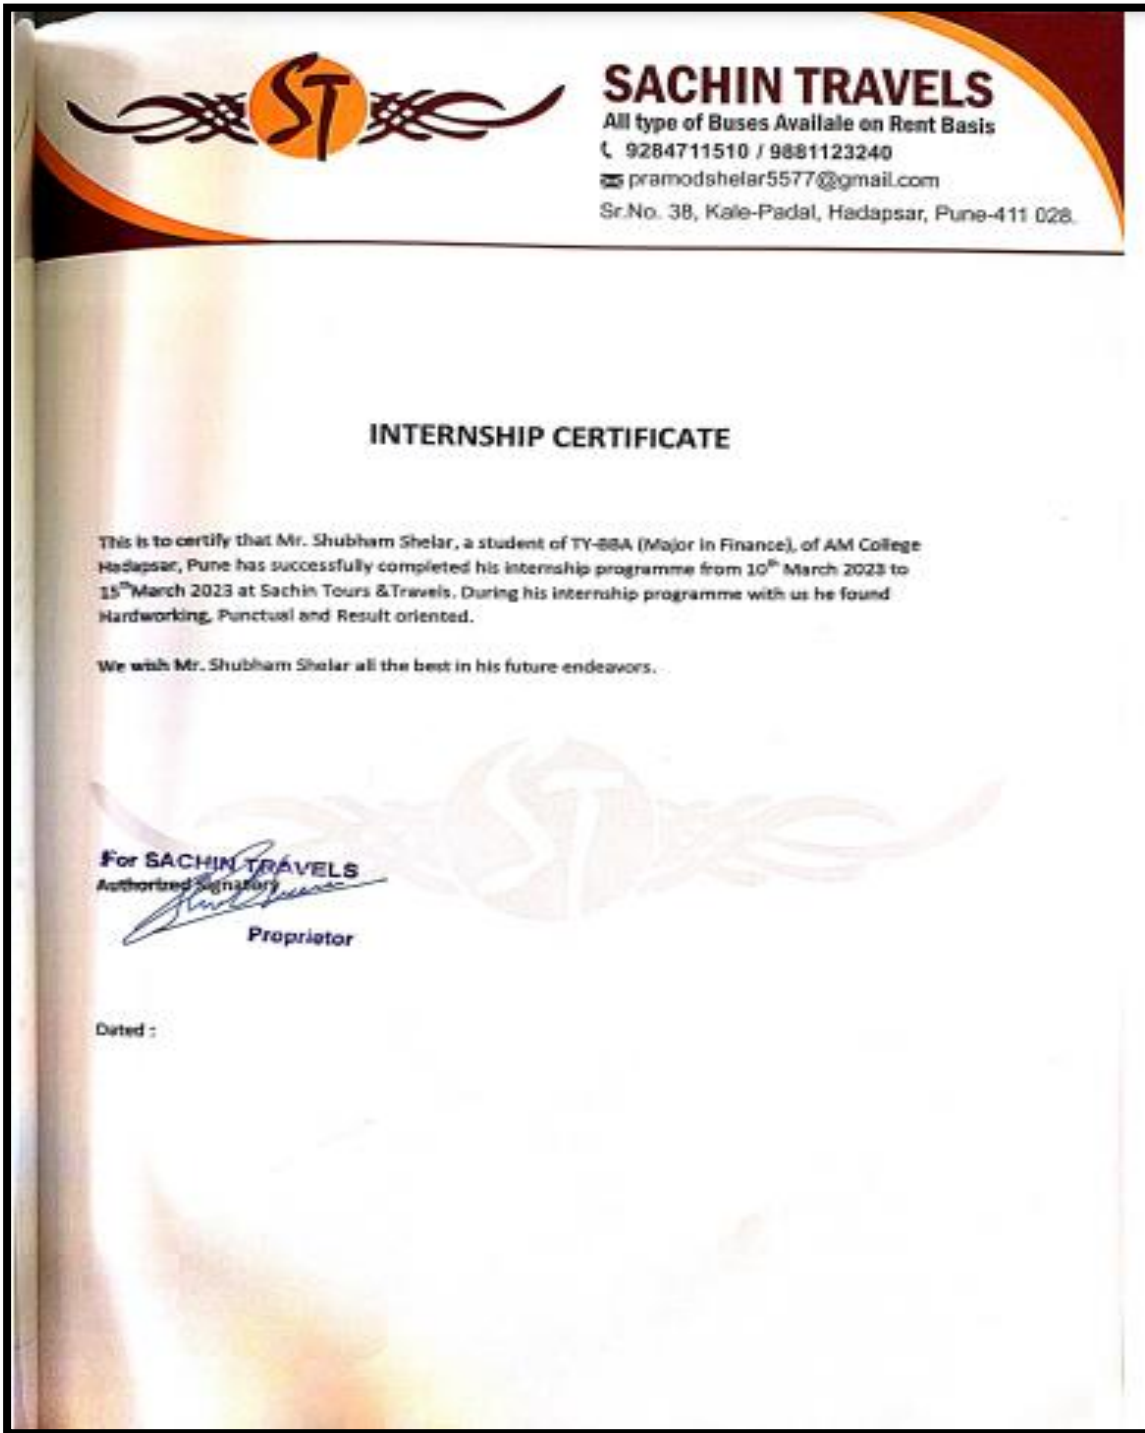 ST
SACHIN TRAVELS
All type of Buses Availale on Rent Basis
9284711510 / 9881123240
pramodshelar5577@gmail.com
Sr.No. 38, Kale-Padal, Hadapsar, Pune-411 028.
INTERNSHIP CERTIFICATE
This is to certify that Mr. Shubham Shelar, a student of TY-BBA (Major in Finance), of AM College
Hadapsar, Pune has successfully completed his internship programme from 10th March 2023 to
15th March 2023 at Sachin Tours &Travels. During his internship programme with us he found
Hardworking, Punctual and Result oriented.
We wish Mr. Shubham Shelar all the best in his future endeavors.
ST
For SACHIN TRAVELS
Authorized Signatory
Proprietor
Dated :